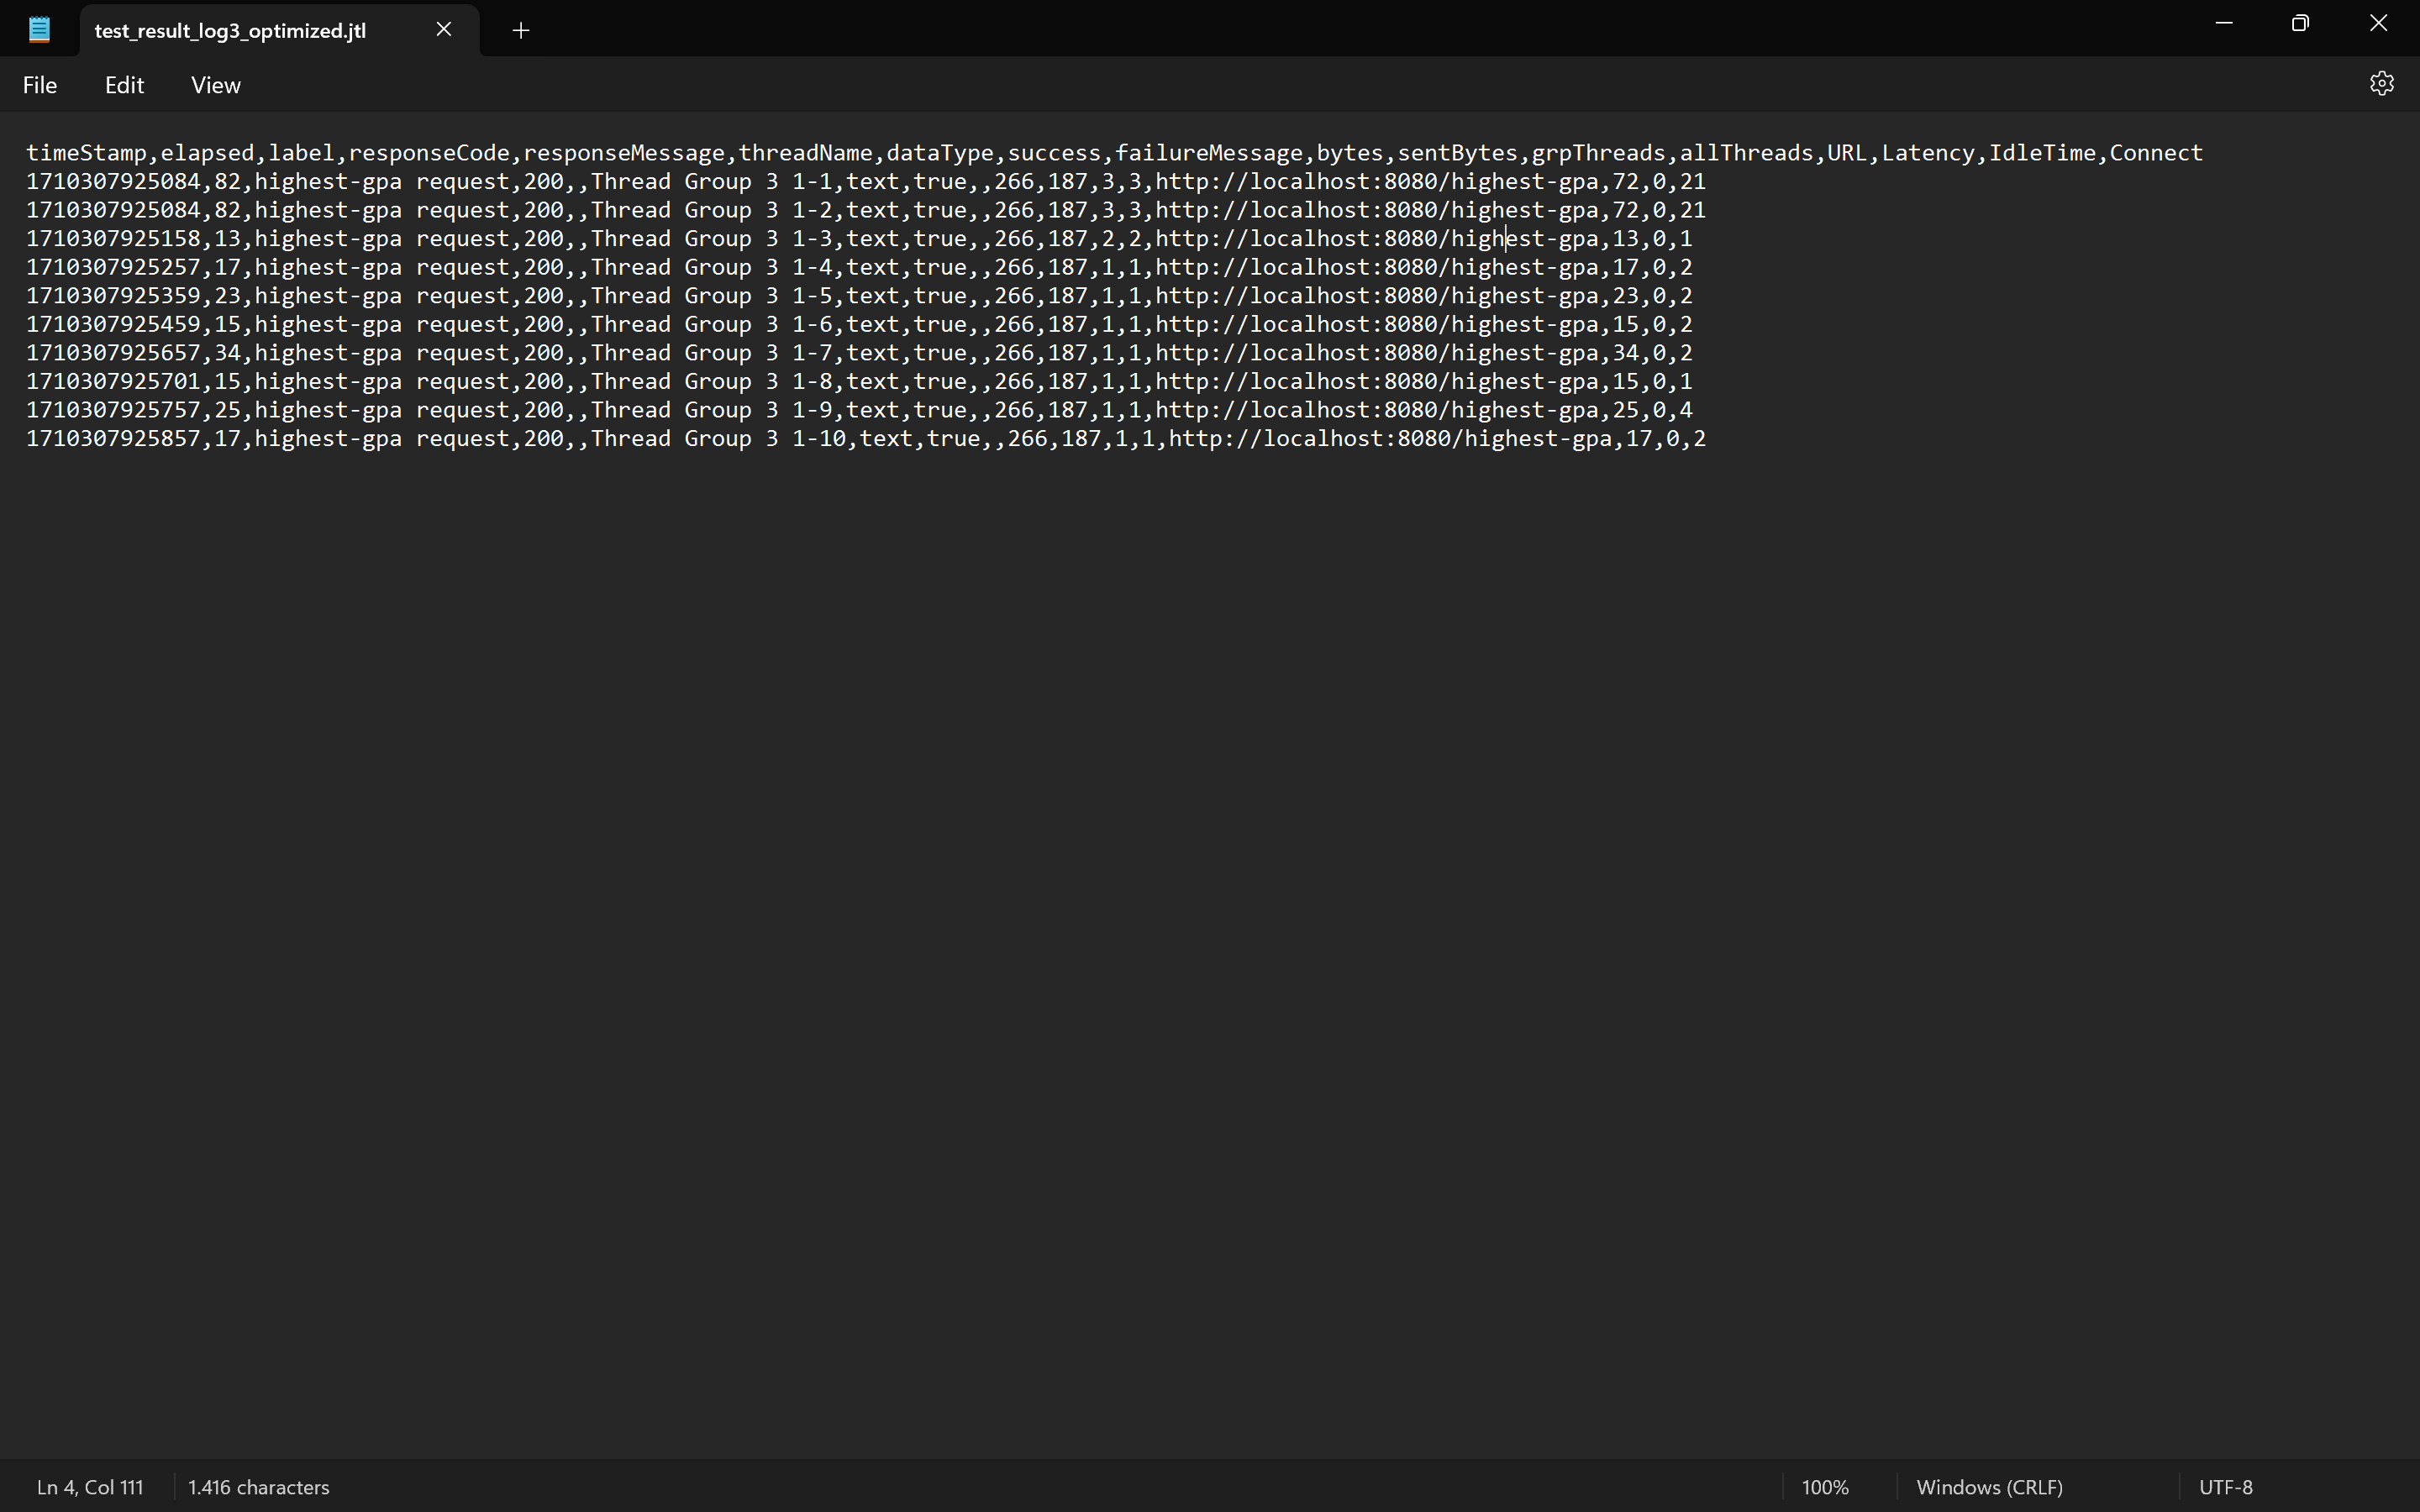 test_result_log3_optimized.jtl
File Edit View
timeStamp,elapsed,label,responseCode,responseMessage,threadName,dataType,success,failureMessage,bytes,sentBytes,grpThreads,allThreads,URL,Latency,IdleTime,Connect
1710307925084,82,highest-gpa request,200,,Thread Group 3 1-1,text,true,,266,187,3,3,http://localhost:8080/highest-gpa,72,0,21
1710307925084,82,highest-gpa request,200,,Thread Group 3 1-2,text,true,,266,187,3,3,http://localhost:8080/highest-gpa,72,0,21
1710307925158,13,highest-gpa request,200,,Thread Group 3 1-3,text,true,,266,187,2,2,http://localhost:8080/highest-gpa,13,0,1
1710307925257,17,highest-gpa request,200,,Thread Group 3 1-4,text,true,,266,187,1,1,http://localhost:8080/highest-gpa,17,0,2
1710307925359,23,highest-gpa request,200,,Thread Group 3 1-5,text,true,,266,187,1,1,http://localhost:8080/highest-gpa,23,0,2
1710307925459,15,highest-gpa request,200,,Thread Group 3 1-6,text,true,,266,187,1,1,http://localhost:8080/highest-gpa,15,0,2
1710307925657,34,highest-gpa request,200,,Thread Group 3 1-7,text,true,,266,187,1,1,http://localhost:8080/highest-gpa,34,0,2
1710307925701,15,highest-gpa request,200,,Thread Group 3 1-8,text,true,,266,187,1,1,http://localhost:8080/highest-gpa,15,0,1
1710307925757,25,highest-gpa request,200,,Thread Group 3 1-9,text,true,,266,187,1,1,http://localhost:8080/highest-gpa,25,0,4
1710307925857,17,highest-gpa request,200,,Thread Group 3 1-10,text,true,,266,187,1,1,http://localhost:8080/highest-gpa,17,0,2
Ln 4, Col 111 1.416 characters 100% Windows (CRLF) UTF-8